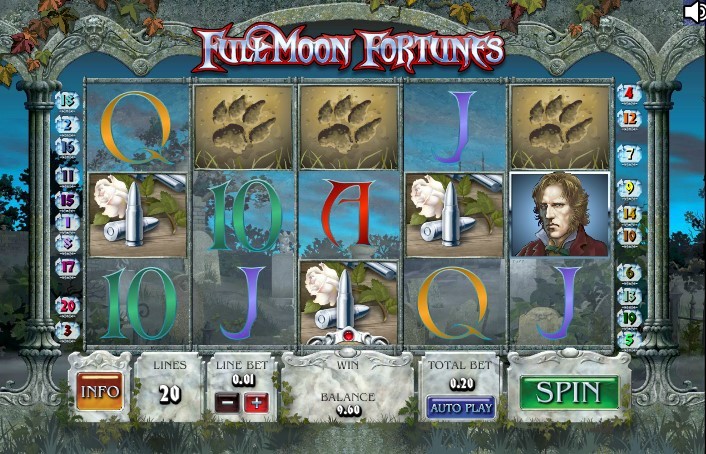 FULL MOON FORTUNES
13
2
16
11
15
1
8
17
20
3
Q
J
10
A
10
J
Q
J
4
12
7
9
14
10
6
18
19
5
INFO
LINES
20
LINE BET
0.01
-
+
WIN
BALANCE
9.60
TOTAL BET
0.20
AUTO PLAY
SPIN